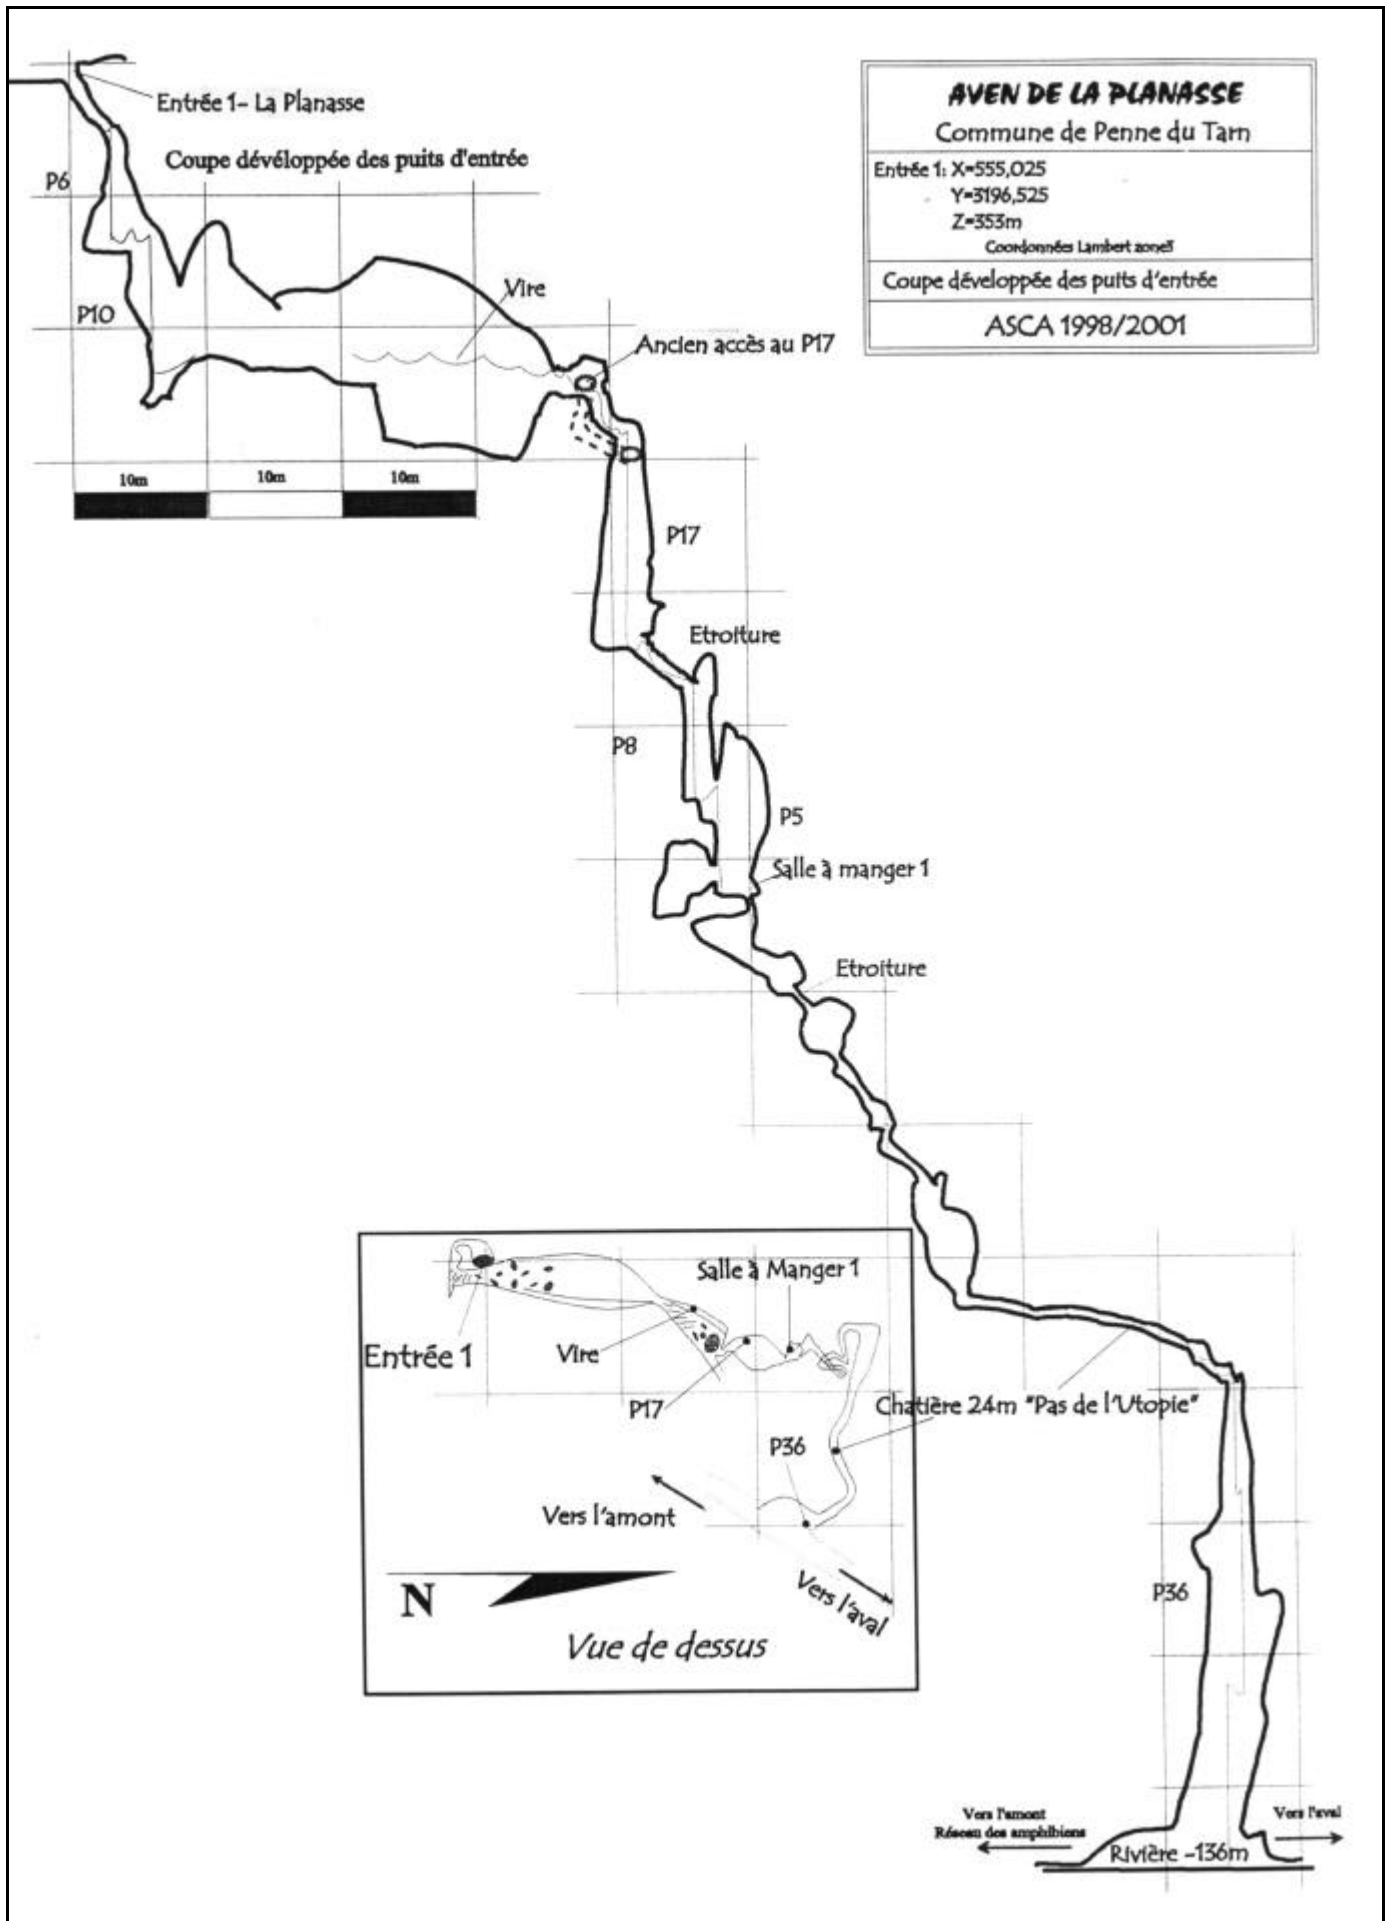 Entrée 1- La Planasse
Coupe dévéloppée des puits d'entrée
P6
P10
Vire
Ancien accès au P17
10m
10m
10m
AVEN DE LA PLANASSE
Commune de Penne du Tarn
Entrée 1: X=555,025
Y=3196,525
Z=353m
Coordonnées Lambert zone3
Coupe développée des puits d'entrée
ASCA 1998/2001
P17
Etroiture
P8
P5
Salle à manger 1
Etroiture
Salle à Manger 1
Entrée 1
Vire
P17
Chatière 24m "Pas de l'Utopie"
P36
Vers l'amont
Vers l'aval
N
Vue de dessus
P36
Vers l'amont
Réseau des amphibiens
Vers l'aval
Rivière -136m